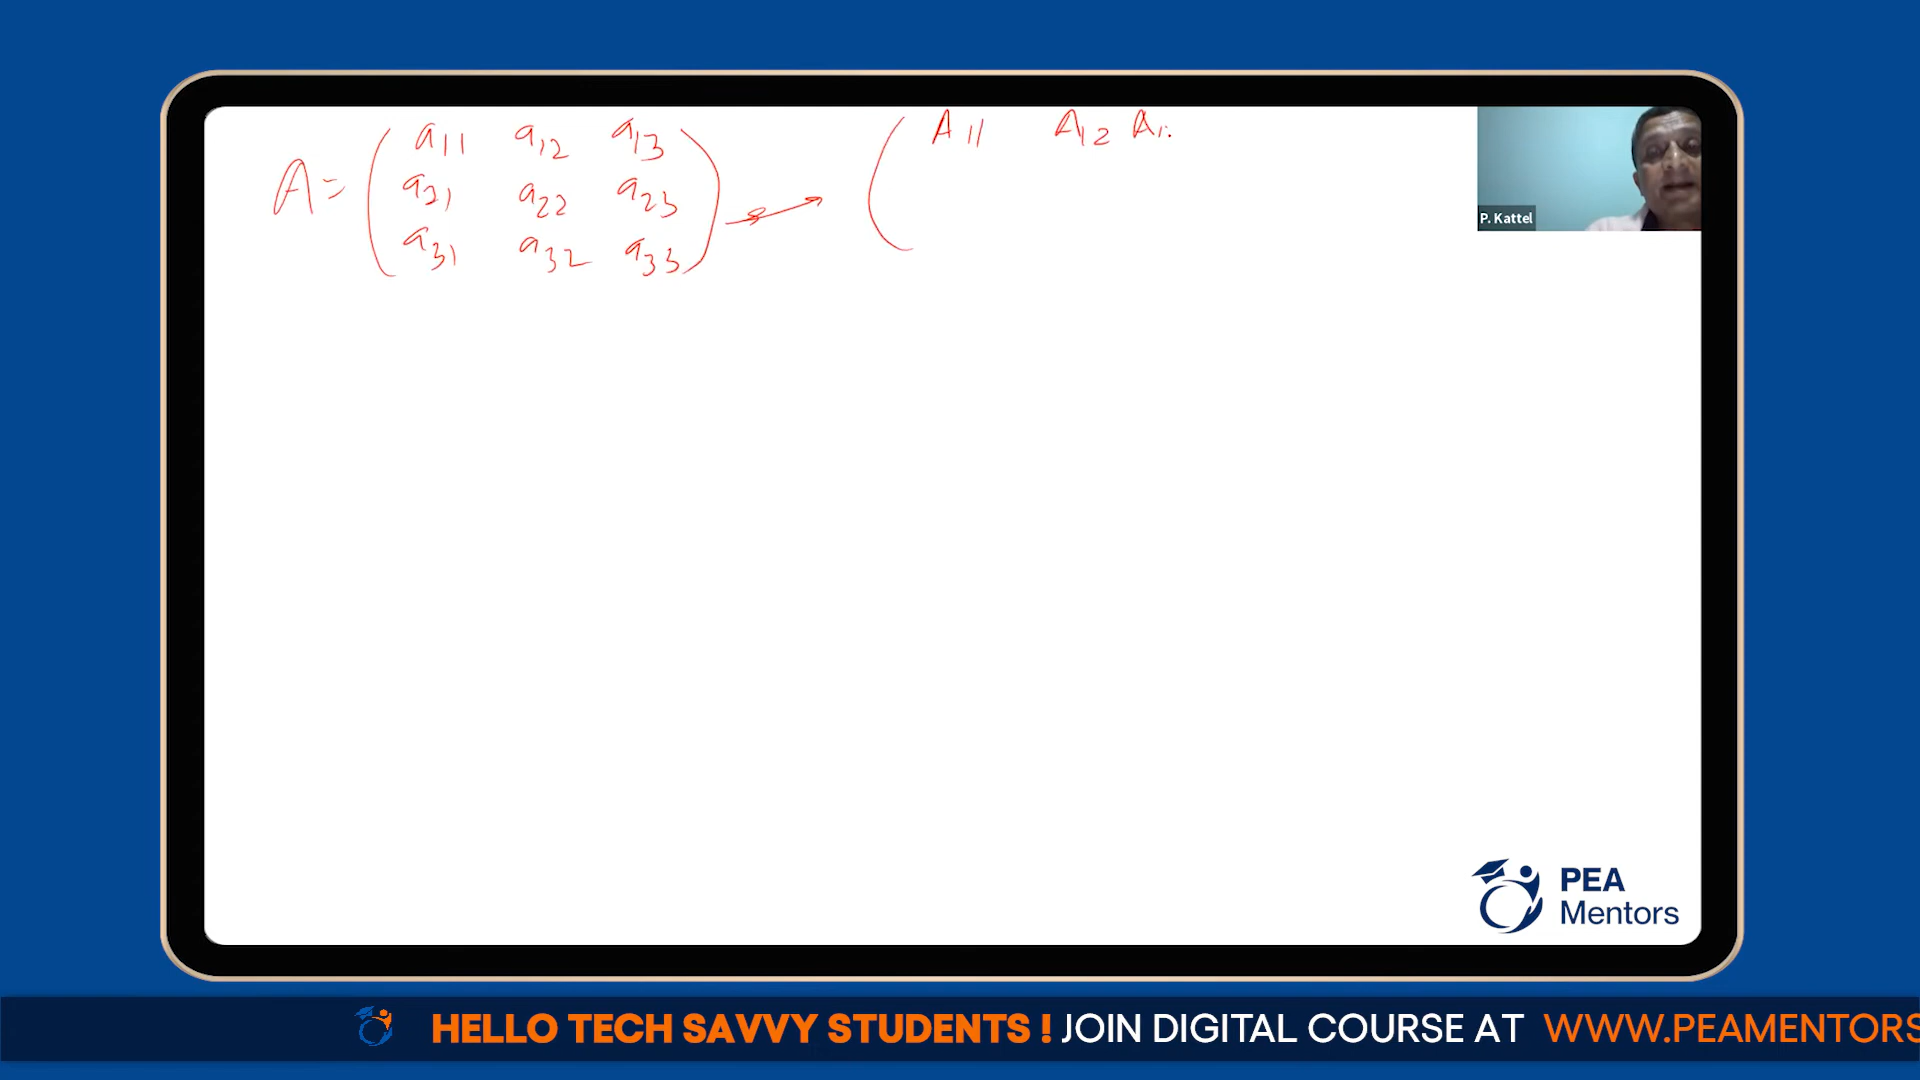 a11 a12 a13
A = a21 a22 a23
a31 a32 a33
A11 A12 A1
P. Kattel
PEA
Mentors
HELLO TECH SAVVY STUDENTS ! JOIN DIGITAL COURSE AT WWW.PEAMENTORS